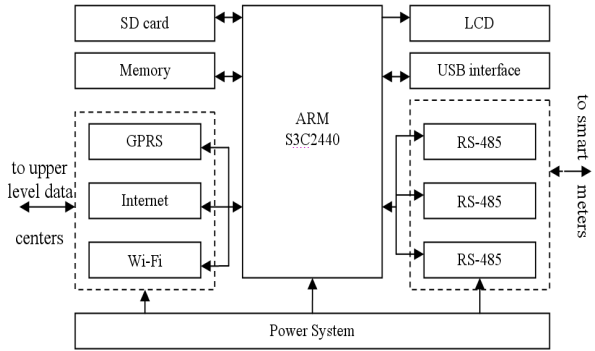 SD card
LCD
Memory
USB interface
ARM
S3C2440
GPRS
Internet
Wi-Fi
RS-485
RS-485
RS-485
to upper
level data
centers
to smart
meters
Power System